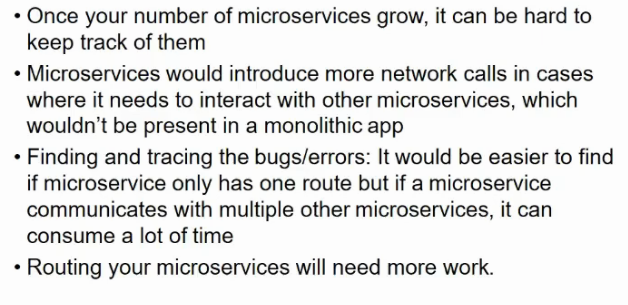 • Once your number of microservices grow, it can be hard to
keep track of them
• Microservices would introduce more network calls in cases
where it needs to interact with other microservices, which
wouldn't be present in a monolithic app
• Finding and tracing the bugs/errors: It would be easier to find
if microservice only has one route but if a microservice
communicates with multiple other microservices, it can
consume a lot of time
• Routing your microservices will need more work.